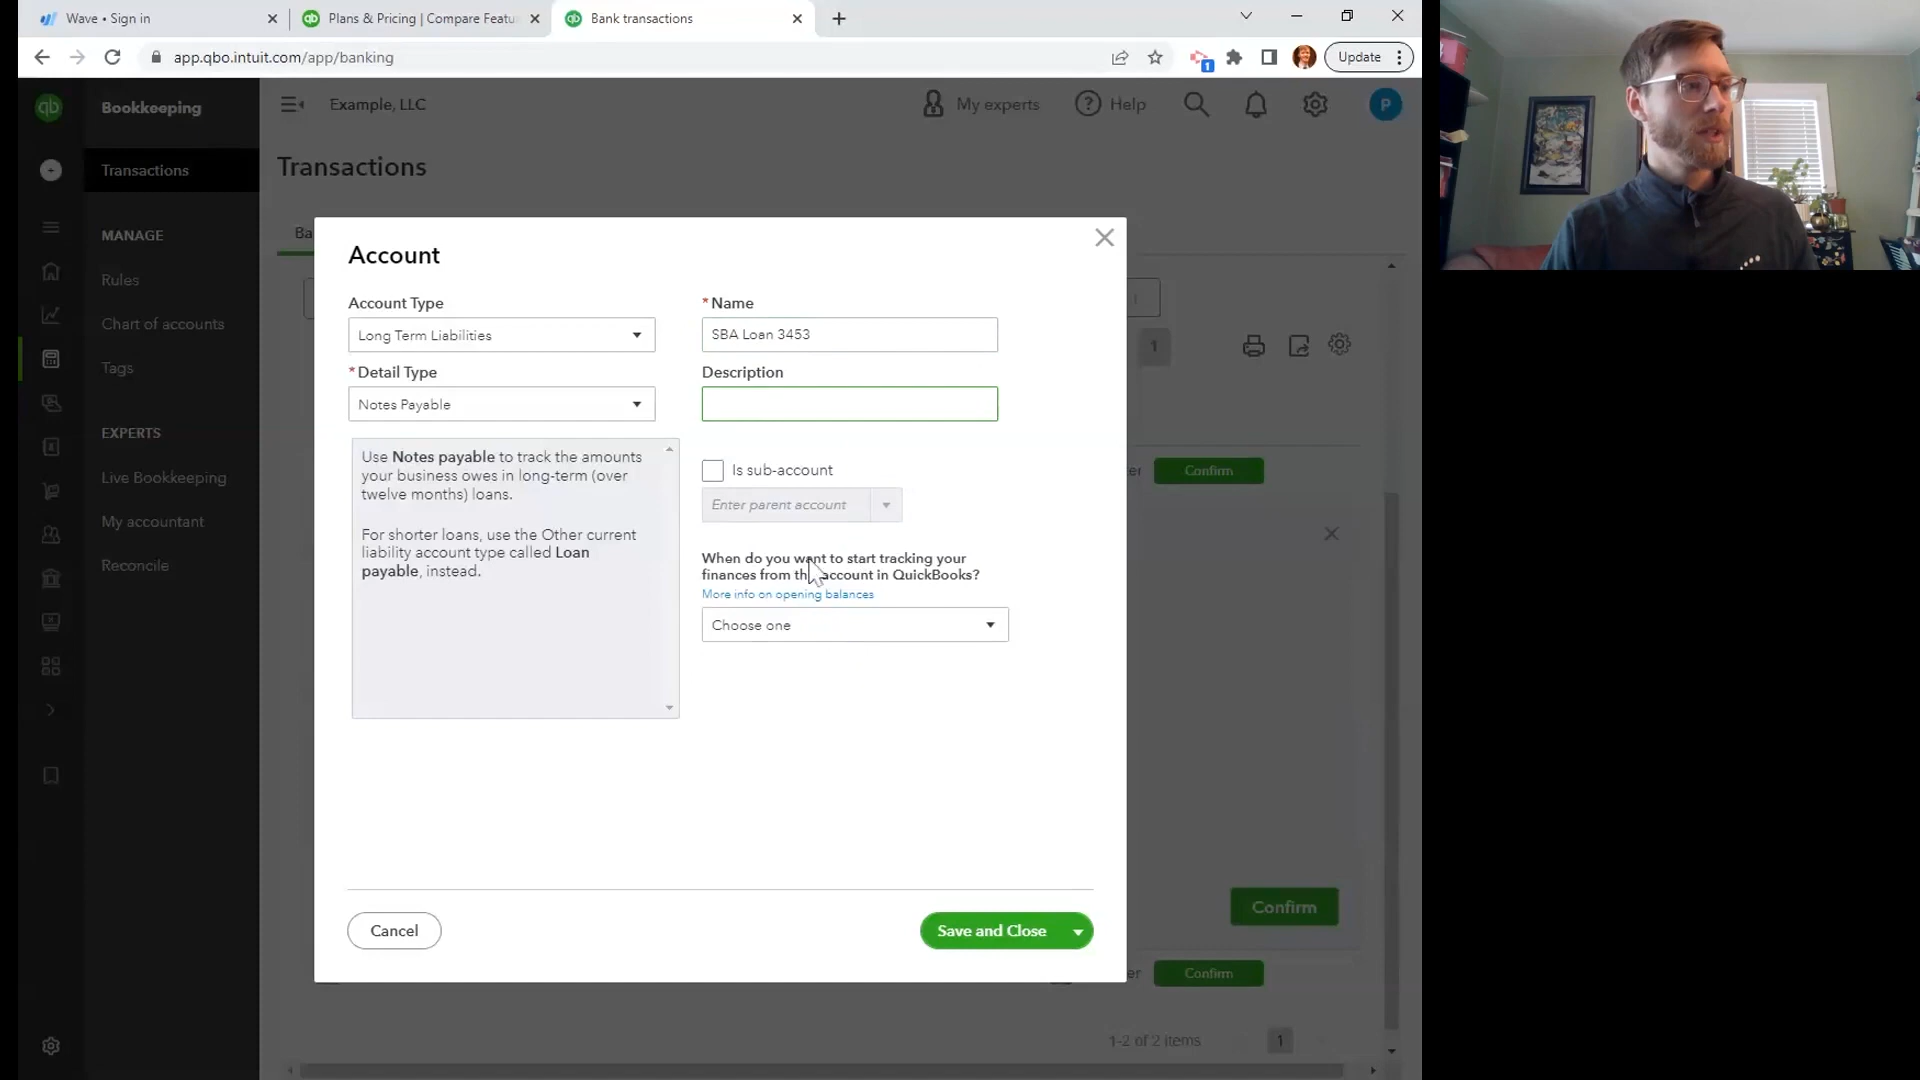 Wave • Sign in
Plans & Pricing | Compare Featu
Bank transactions
app.qbo.intuit.com/app/banking
1
Update
qb
Bookkeeping
Example, LLC
My experts
Help
P
Transactions
Transactions
MANAGE
Rules
Chart of accounts
Tags
EXPERTS
Live Bookkeeping
My accountant
Reconcile
Ba
1
Account
Account Type
Long Term Liabilities
* Detail Type
Notes Payable
Use Notes payable to track the amounts
your business owes in long-term (over
twelve months) loans.
For shorter loans, use the Other current
liability account type called Loan
payable, instead.
* Name
SBA Loan 3453
Description
Is sub-account
Enter parent account
When do you want to start tracking your
finances from this account in QuickBooks?
More info on opening balances
Choose one
Cancel
Save and Close
er
Confirm
Confirm
er
Confirm
1-2 of 2 items
1